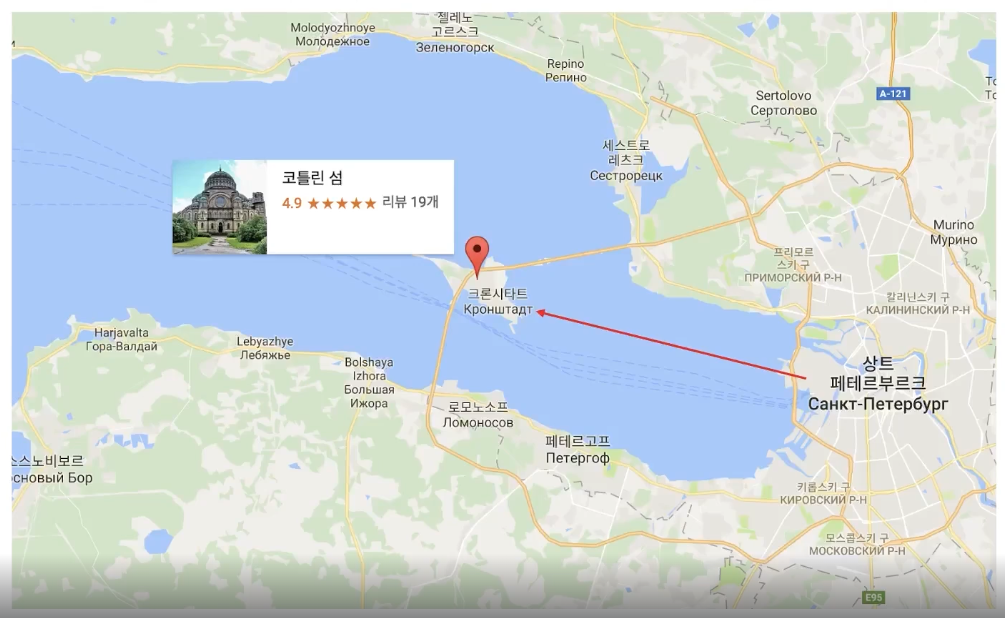 Molodyozhnoye
Молодежное
젤레노
고르스크
Зеленогорск
Repino
Репино
Sertolovo
Сертолово
A-121
세스트로
레츠크
Сестрорецк
코틀린 섬
4.9 ★★★★★ 리뷰 19개
Murino
Мурино
프리모르
스키 구
ПРИМОРСКИЙ Р-Н
칼리닌스키 구
КАЛИНИНСКИЙ Р-Н
크론시타트
Кронштадт
Harjavalta
Гора-Валдай
Lebyazhye
Лебяжье
Bolshaya
Izhora
Большая
Ижора
상트
페테르부르크
Санкт-Петербург
로모노소프
Ломоносов
페테르고프
Петергоф
소스노비보르
основый Бор
키롭스키 구
КИРОВСКИЙ Р-Н
모스콥스키 구
МОСКОВСКИЙ Р-Н
E95